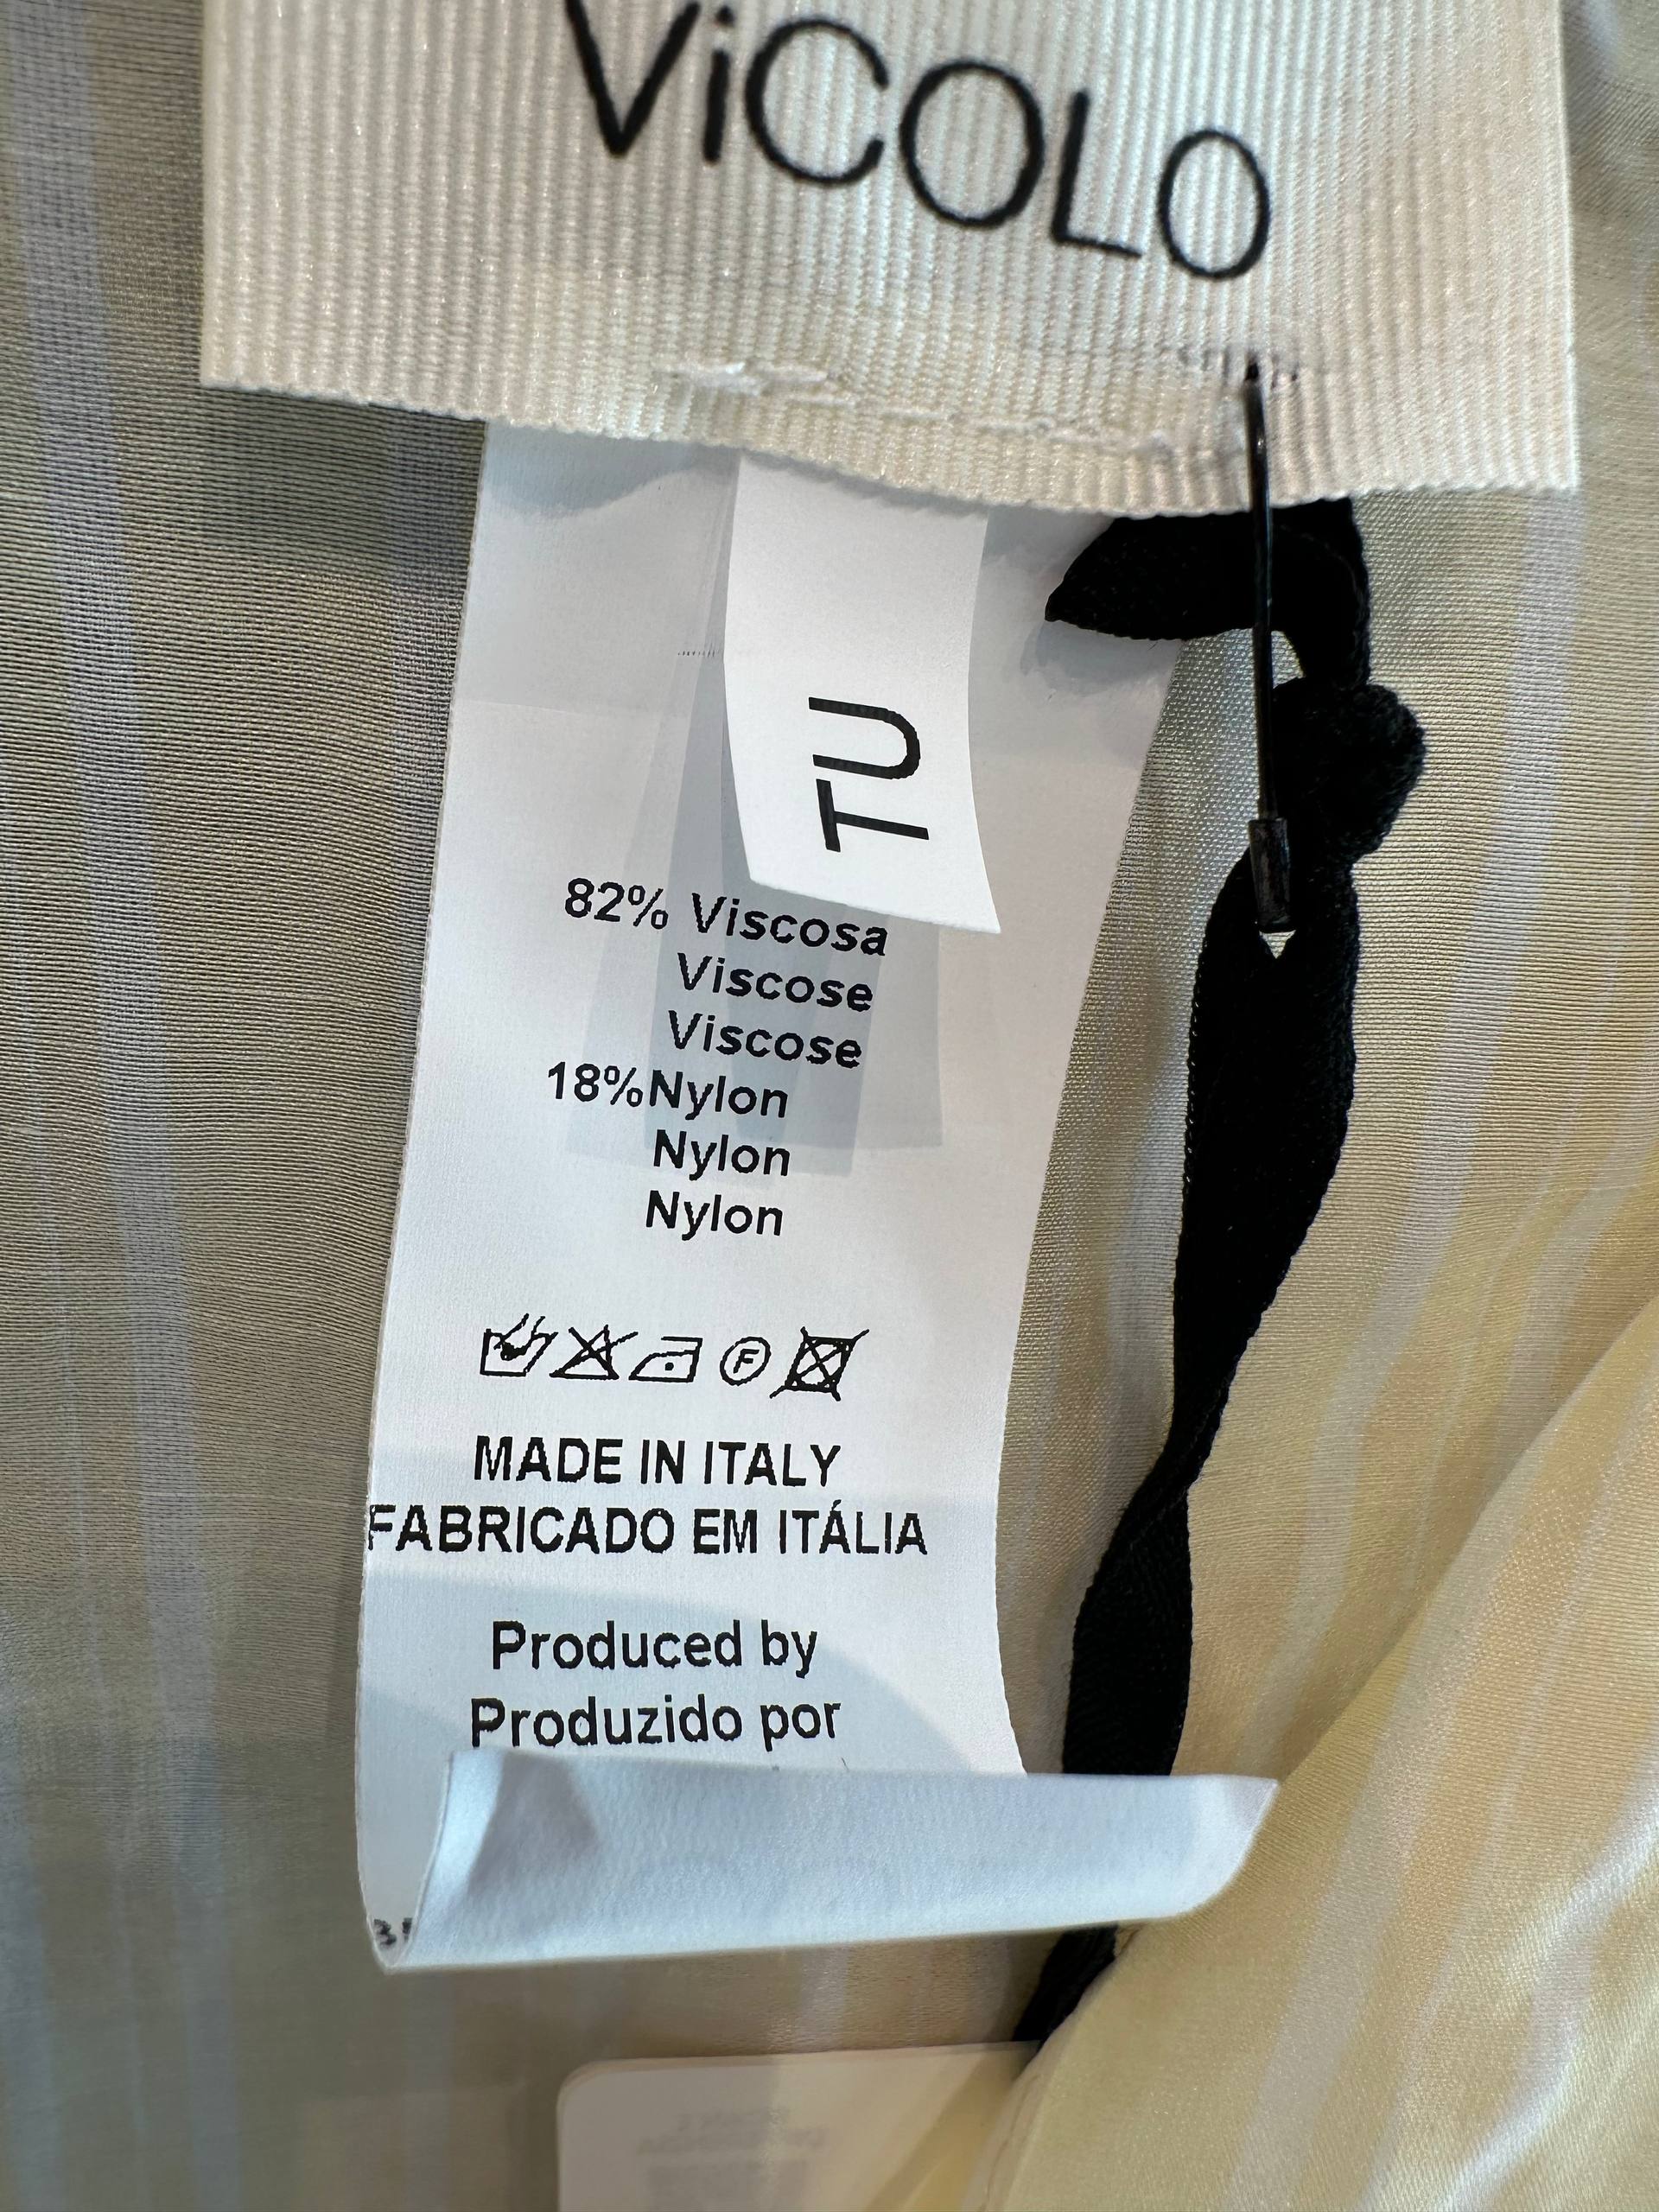 ViCOLO
TU
82% Viscosa
Viscose
Viscose
18%Nylon
Nylon
Nylon
F
MADE IN ITALY
FABRICADO EM ITÁLIA
Produced by
Produzido por